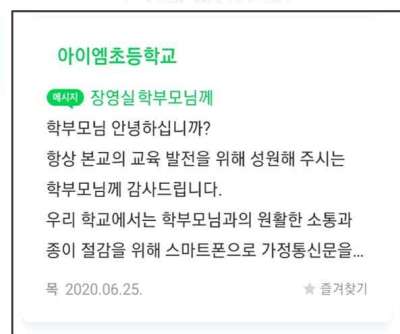 아이엠초등학교
메시지 장영실 학부모님께
학부모님 안녕하십니까?
항상 본교의 교육 발전을 위해 성원해 주시는
학부모님께 감사드립니다.
우리 학교에서는 학부모님과의 원활한 소통과
종이 절감을 위해 스마트폰으로 가정통신문을...
목 2020.06.25. ★ 즐겨찾기